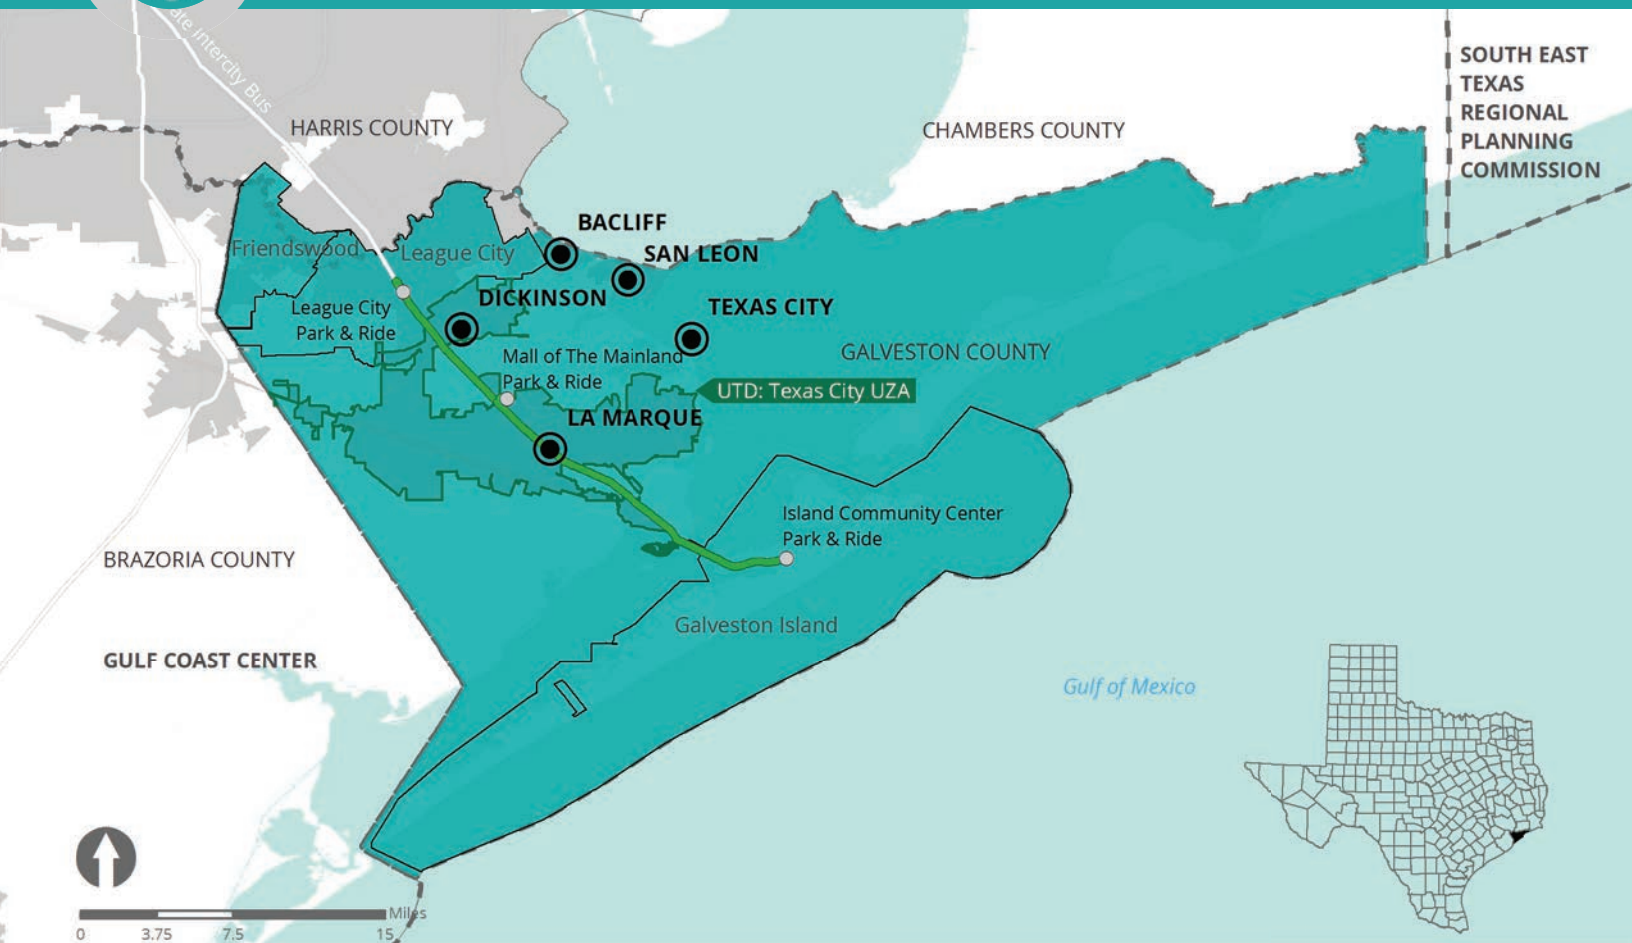 ate Intercity Bus
SOUTH EAST
TEXAS
REGIONAL
PLANNING
COMMISSION
HARRIS COUNTY
CHAMBERS COUNTY
BACLIFF
Friendswood
League City
SAN LEON
DICKINSON
League City
Park & Ride
TEXAS CITY
Mall of The Mainland
Park & Ride
GALVESTON COUNTY
UTD: Texas City UZA
LA MARQUE
Island Community Center
Park & Ride
BRAZORIA COUNTY
Galveston Island
GULF COAST CENTER
Gulf of Mexico
Miles
0 3.75 7.5 15